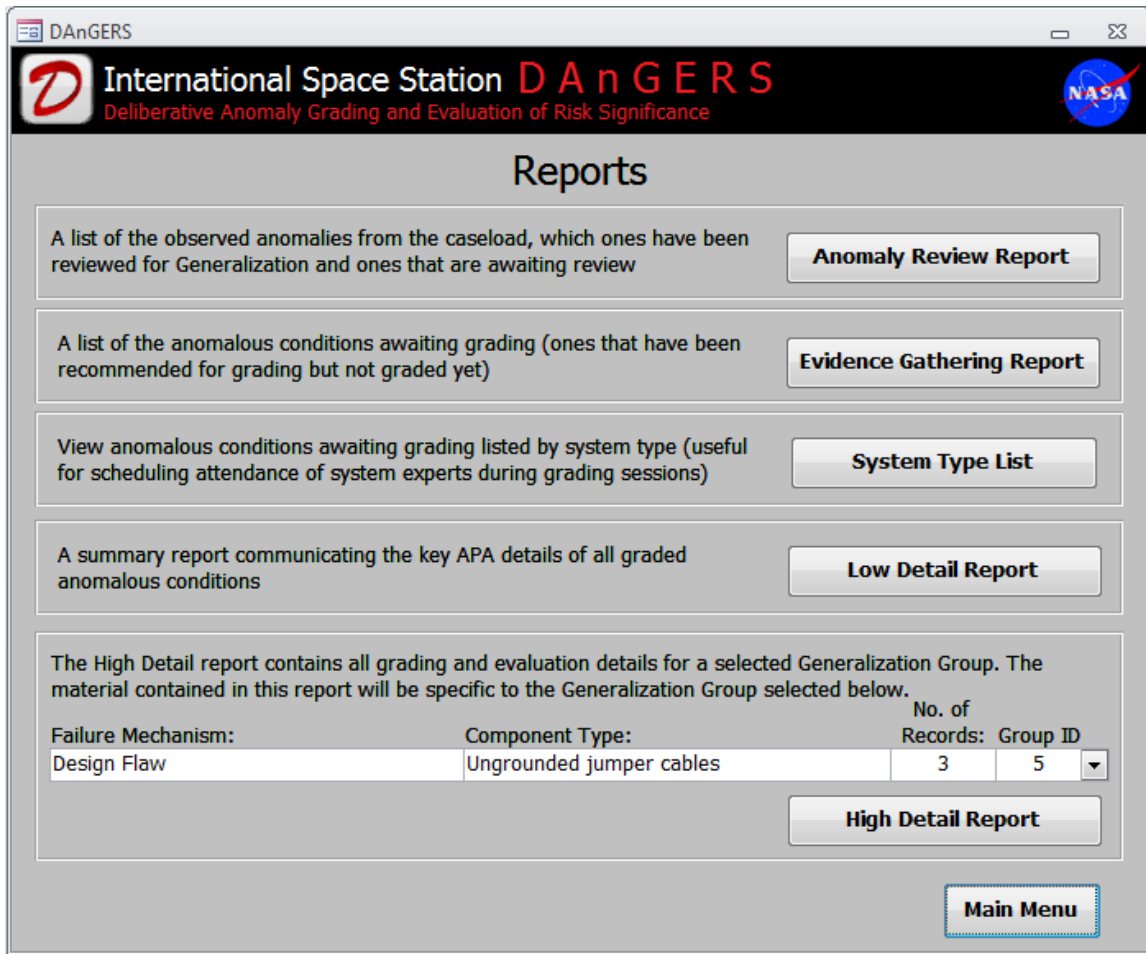 DAnGERS
D
International Space Station D A n G E R S
Deliberative Anomaly Grading and Evaluation of Risk Significance
NASA
Reports
A list of the observed anomalies from the caseload, which ones have been
reviewed for Generalization and ones that are awaiting review
Anomaly Review Report
A list of the anomalous conditions awaiting grading (ones that have been
recommended for grading but not graded yet)
Evidence Gathering Report
View anomalous conditions awaiting grading listed by system type (useful
for scheduling attendance of system experts during grading sessions)
System Type List
A summary report communicating the key APA details of all graded
anomalous conditions
Low Detail Report
The High Detail report contains all grading and evaluation details for a selected Generalization Group. The
material contained in this report will be specific to the Generalization Group selected below.
No. of
Failure Mechanism: Component Type: Records: Group ID
Design Flaw Ungrounded jumper cables 3 5
High Detail Report
Main Menu